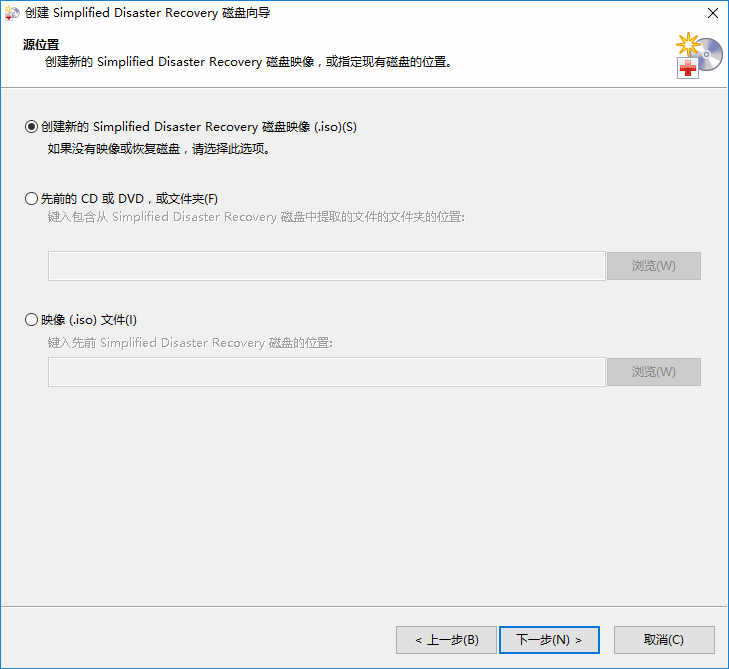 创建 Simplified Disaster Recovery 磁盘向导
源位置
创建新的 Simplified Disaster Recovery 磁盘映像，或指定现有磁盘的位置。
创建新的 Simplified Disaster Recovery 磁盘映像 (.iso)(S)
如果没有映像或恢复磁盘，请选择此选项。
先前的 CD 或 DVD，或文件夹(F)
键入包含从 Simplified Disaster Recovery 磁盘中提取的文件的文件夹的位置:
浏览(W)
映像 (.iso) 文件(I)
键入先前 Simplified Disaster Recovery 磁盘的位置:
浏览(W)
< 上一步(B)
下一步(N) >
取消(C)